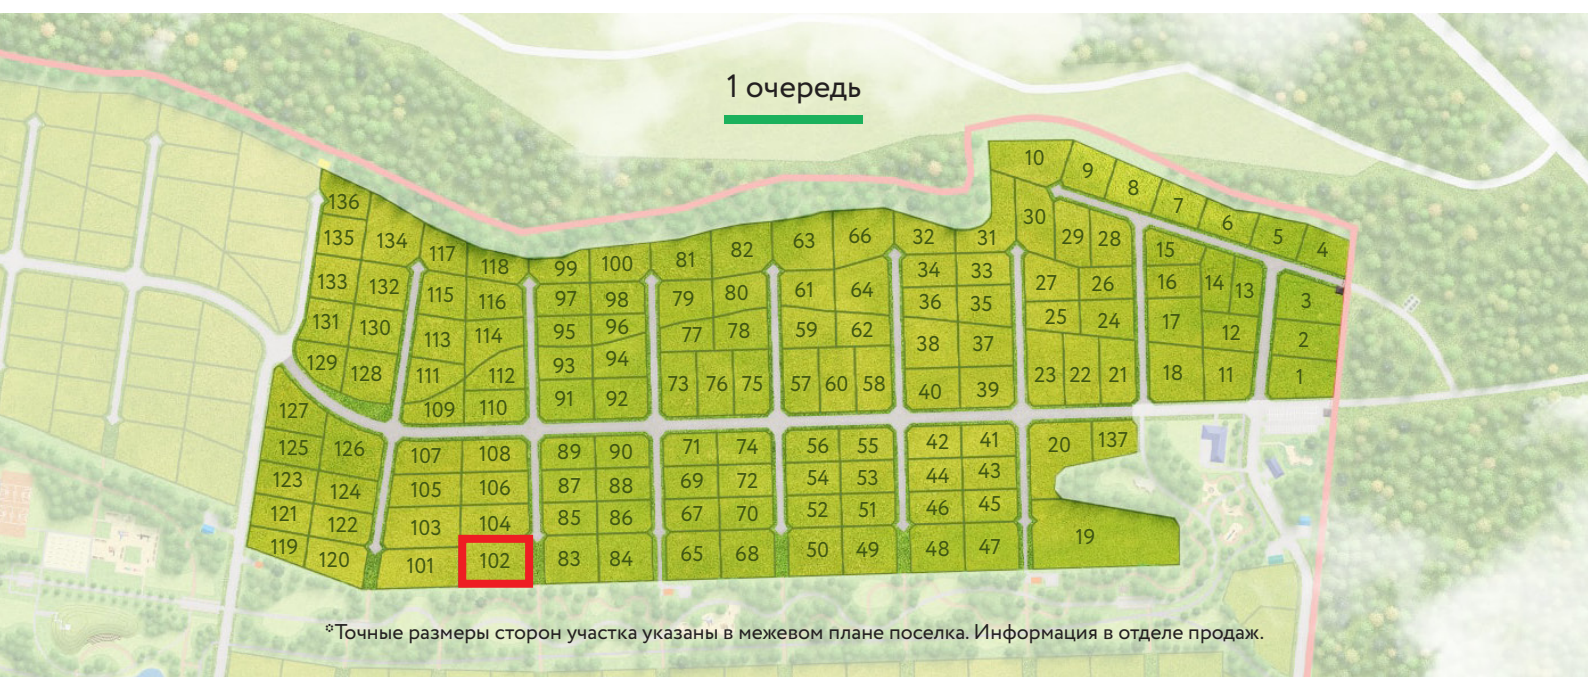 1 очередь
10
9
8
7
6
5
4
136
135 134 117 118 99 100 81 82 63 66 32 31 30 29 28 15
133 132 115 116 97 98 79 80 61 64 34 33 27 26 16 14 13 3
36 35
131 130 113 114 95 96 77 78 59 62 38 37 25 24 17 12 2
129 128 111 112 93 94 73 76 75 57 60 58 40 39 23 22 21 18 11 1
127 109 110 91 92
125 126 107 108 89 90 71 74 56 55 42 41 20 137
123 124 105 106 87 88 69 72 54 53 44 43
121 122 103 104 85 86 67 70 52 51 46 45
119 120 101 102 83 84 65 68 50 49 48 47 19
*Точные размеры сторон участка указаны в межевом плане поселка. Информация в отделе продаж.